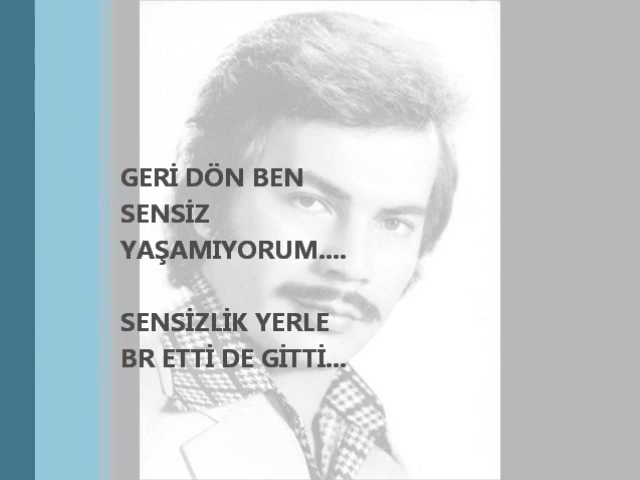 GERİ DÖN BEN
SENSİZ
YAŞAMIYORUM....
SENSİZLİK YERLE
BR ETTİ DE GİTTİ...